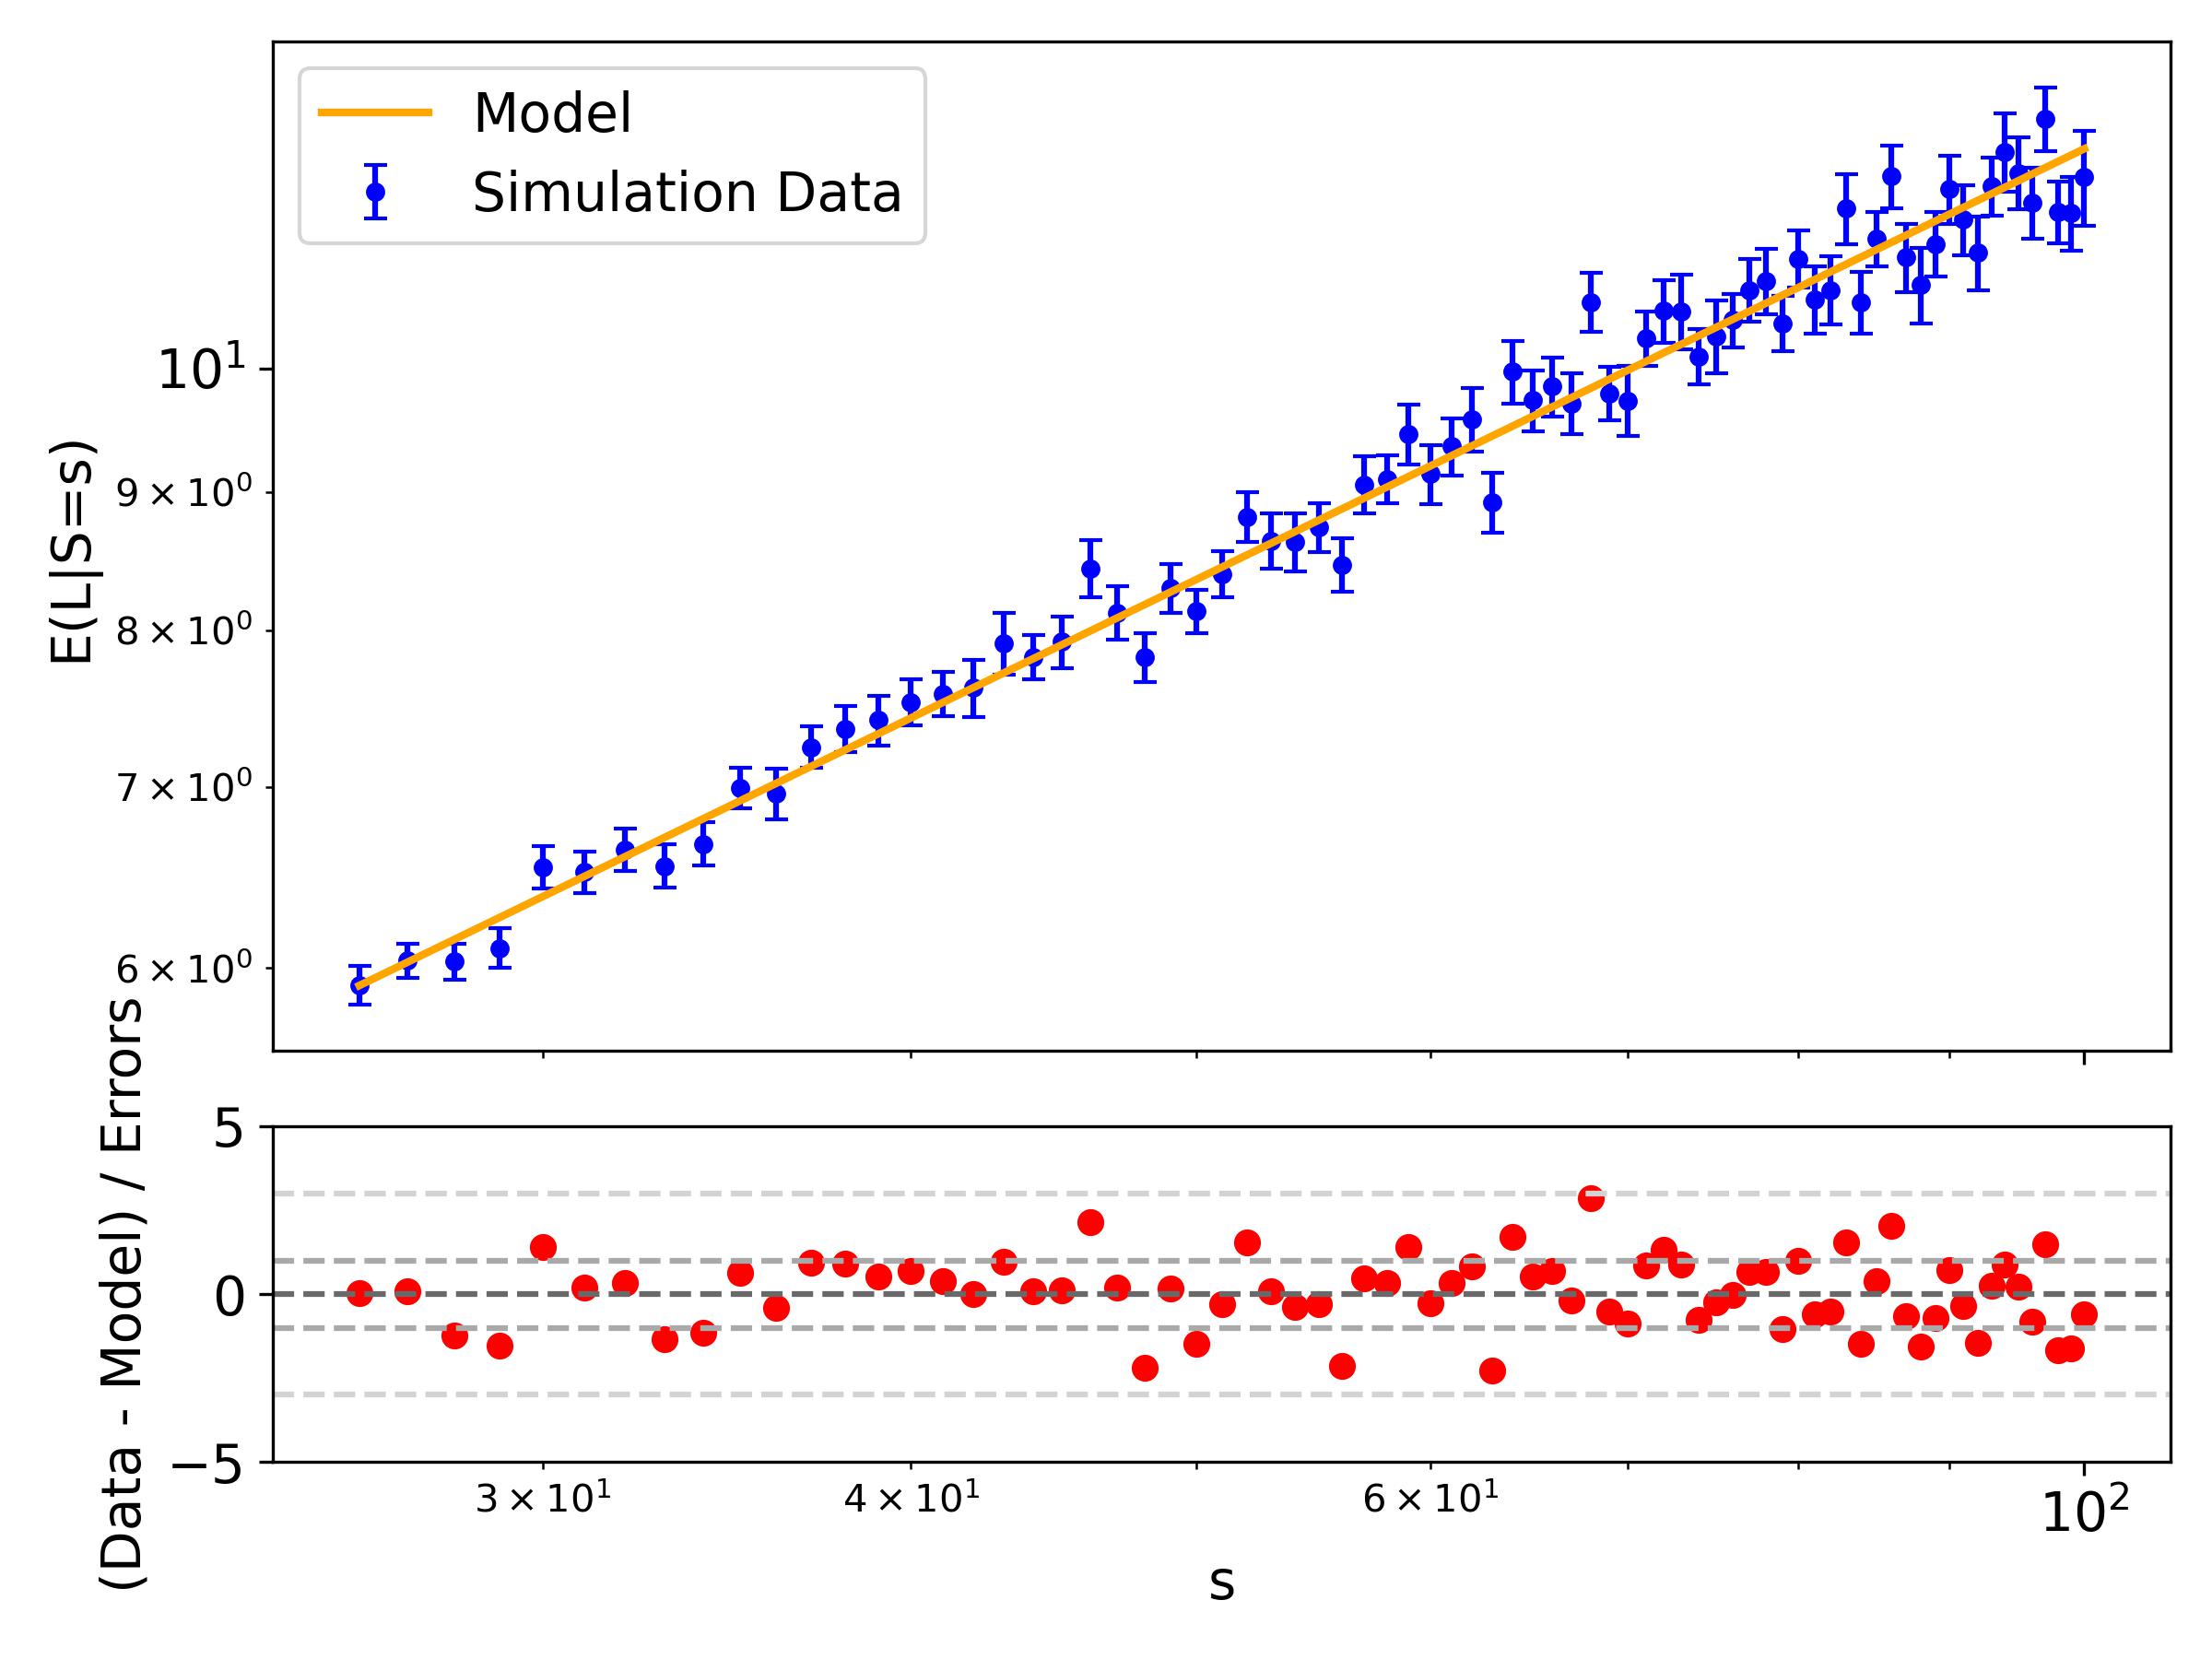 Model
Simulation Data
E(L|S=s)
10¹
9 × 10⁰
8 × 10⁰
7 × 10⁰
6 × 10⁰
(Data - Model) / Errors
5
0
−5
3 × 10¹
4 × 10¹
6 × 10¹
10²
s